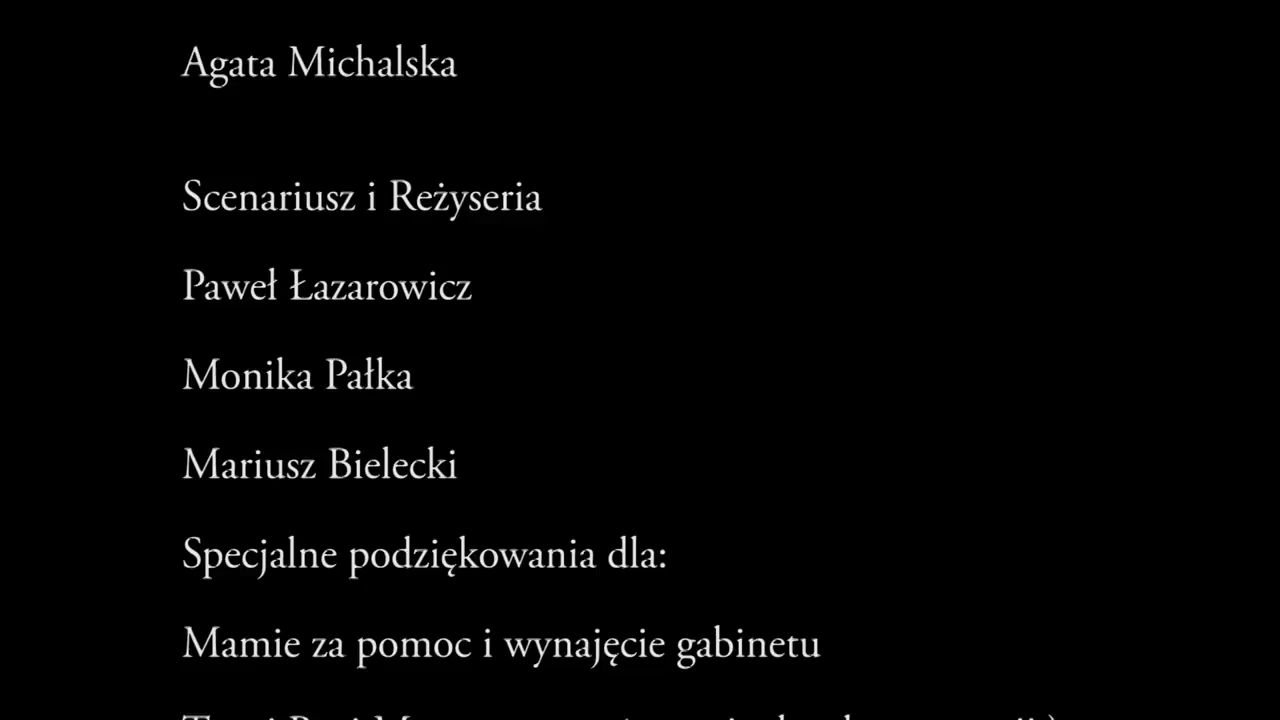 Agata Michalska
Scenariusz i Reżyseria
Paweł Łazarowicz
Monika Pałka
Mariusz Bielecki
Specjalne podziękowania dla:
Mamie za pomoc i wynajęcie gabinetu